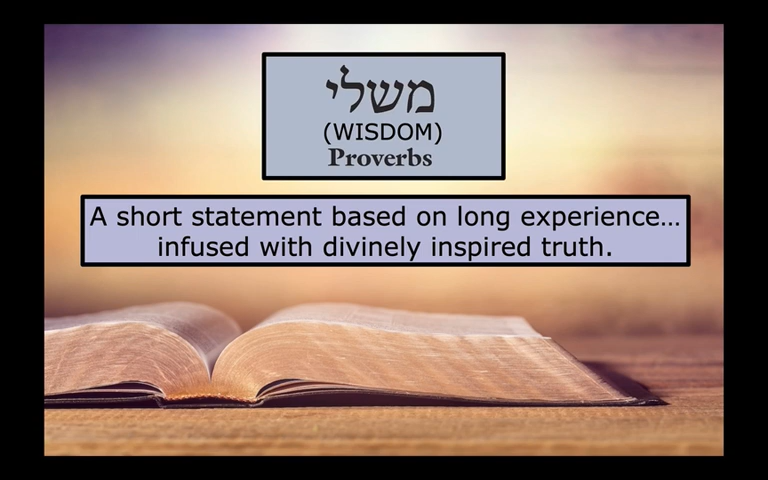 משלי
(WISDOM)
Proverbs
A short statement based on long experience…
infused with divinely inspired truth.